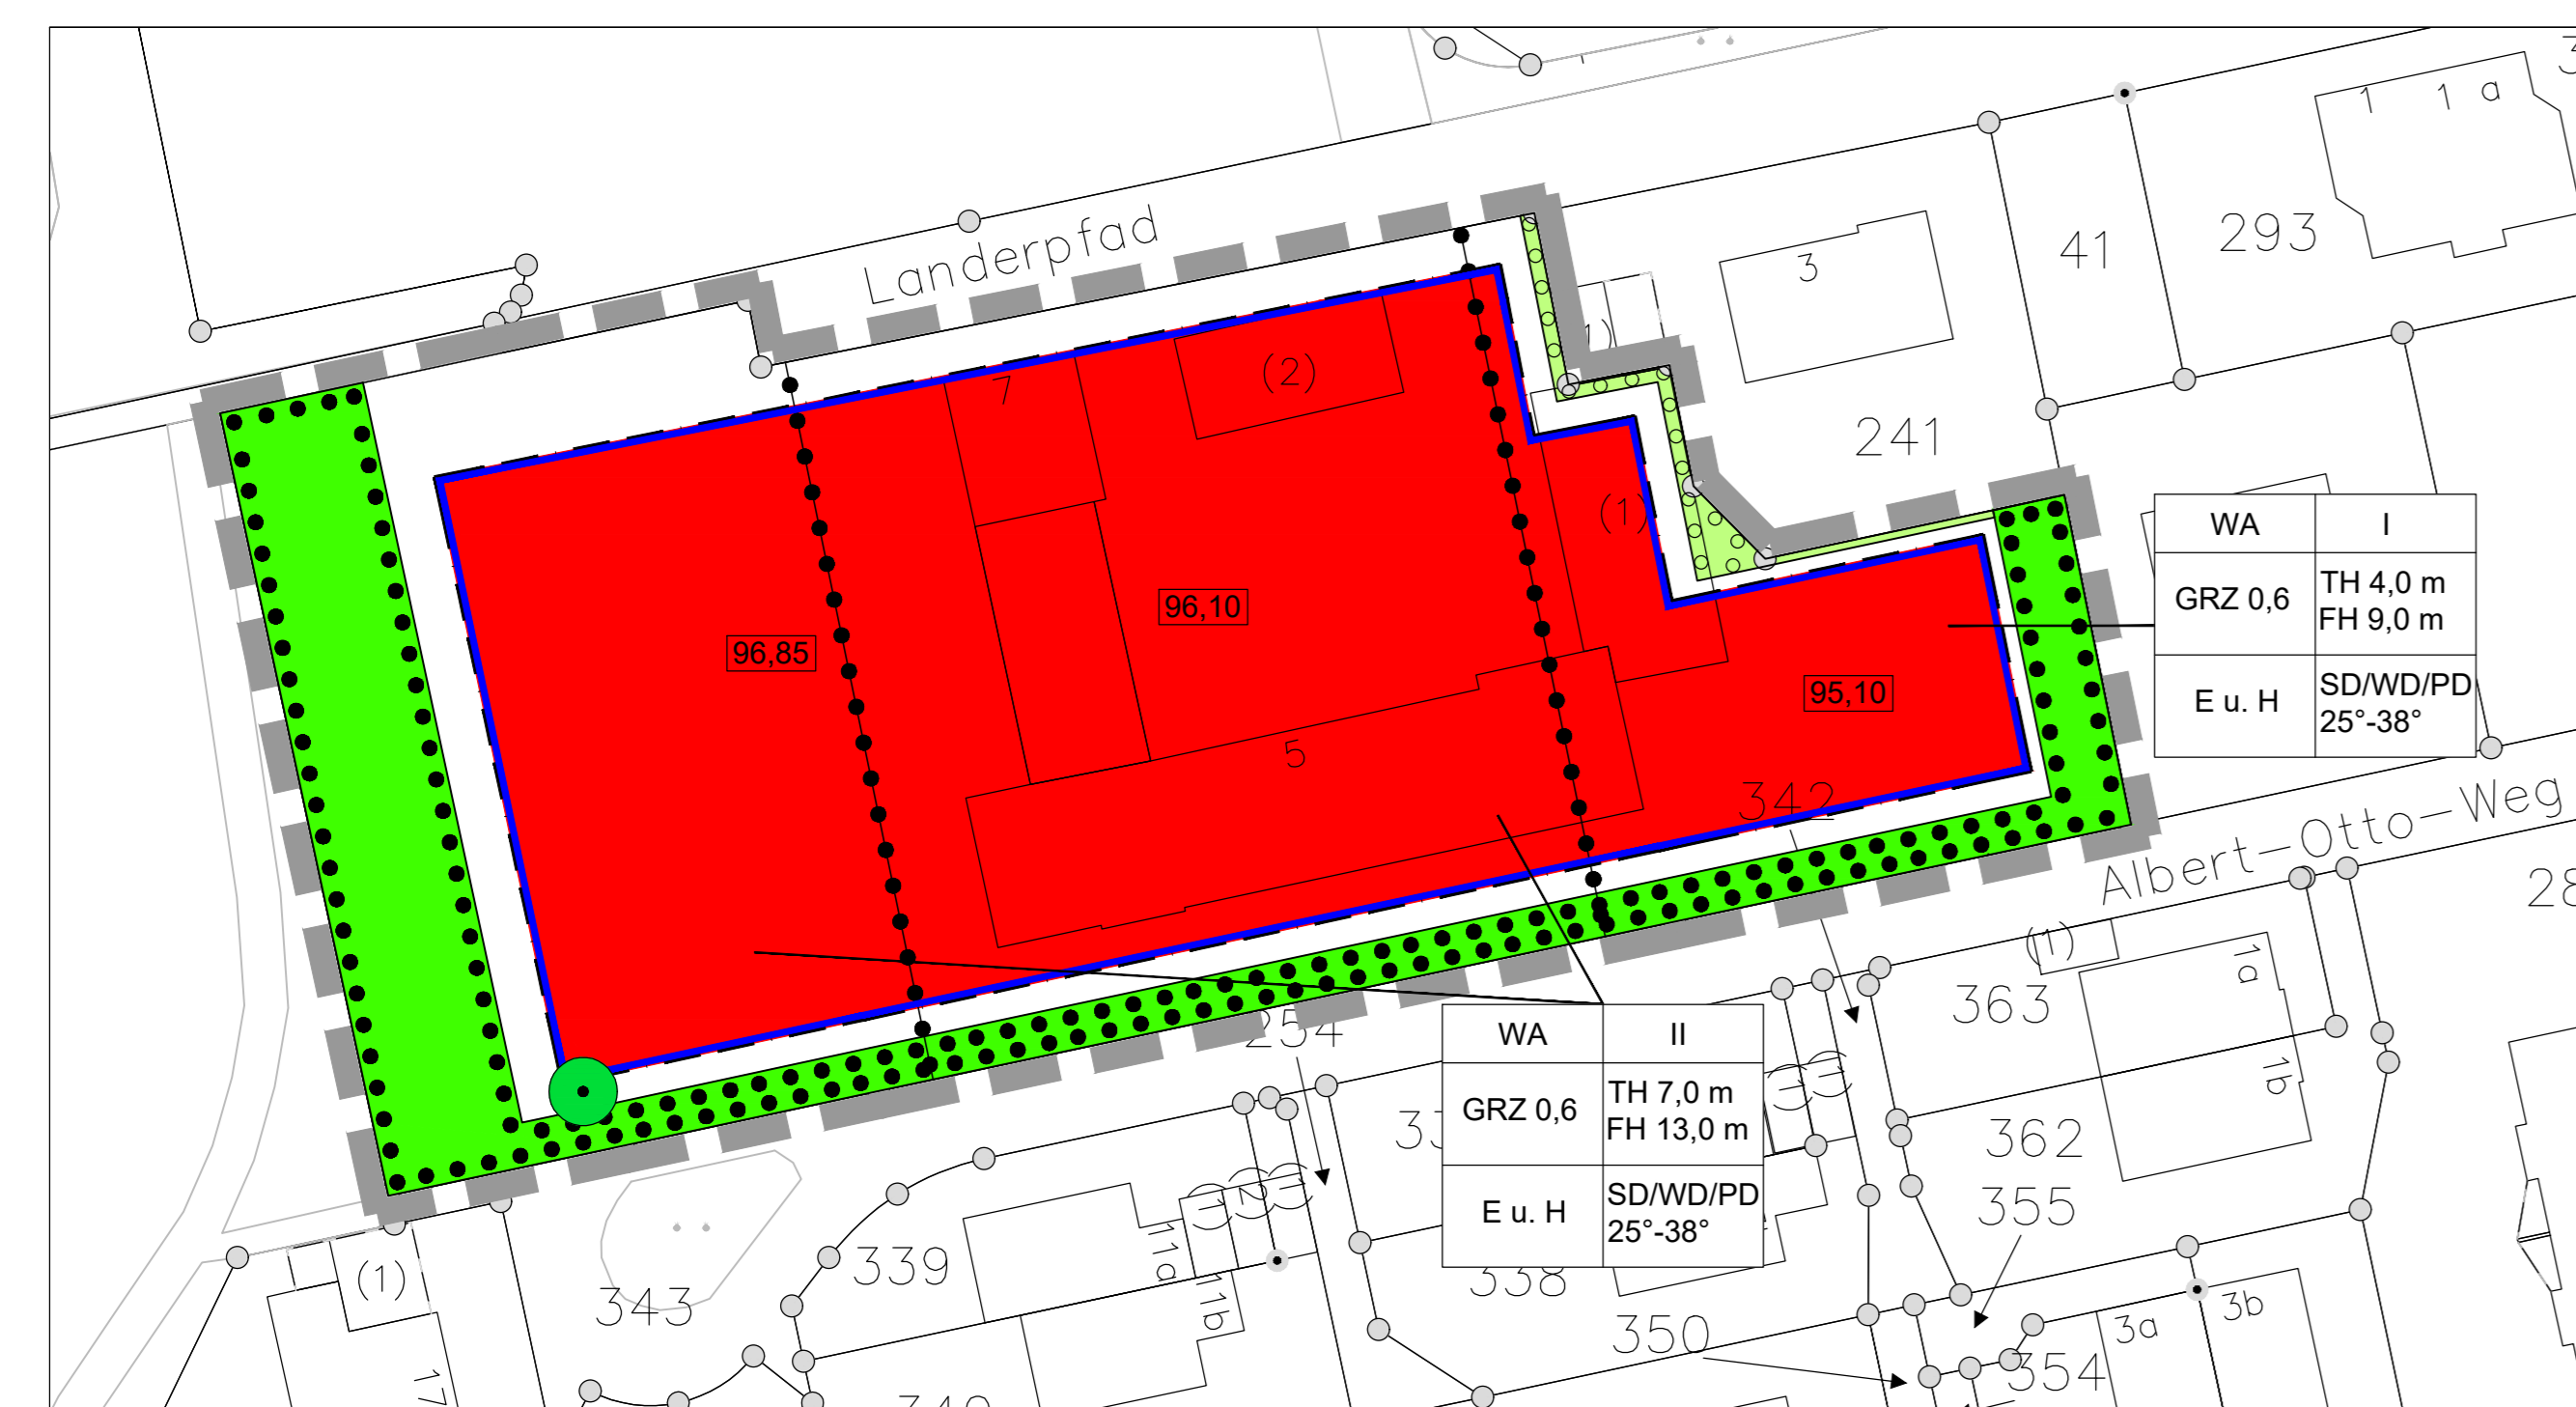 1
1 a
Landerpfad
3
41
293
7
(2)
241
(1)
WA I
GRZ 0,6 TH 4,0 m
FH 9,0 m
E u. H SD/WD/PD
25°-38°
96,10
96,85
95,10
5
342
Albert-Otto-Weg
(1)
1a
363
254
WA II
GRZ 0,6 TH 7,0 m
FH 13,0 m
E u. H SD/WD/PD
25°-38°
1b
362
355
339
11a
338
(1)
343
11b
350
3a
3b
354
17